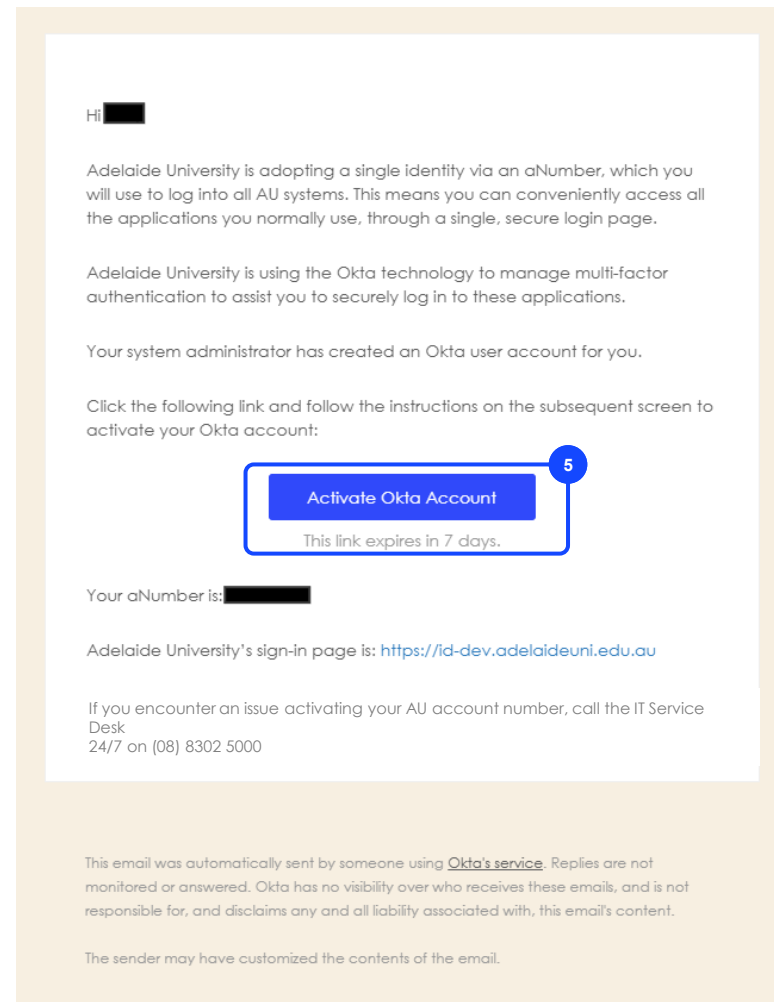 Hi
Adelaide University is adopting a single identity via an aNumber, which you
will use to log into all AU systems. This means you can conveniently access all
the applications you normally use, through a single, secure login page.
Adelaide University is using the Okta technology to manage multi-factor
authentication to assist you to securely log in to these applications.
Your system administrator has created an Okta user account for you.
Click the following link and follow the instructions on the subsequent screen to
activate your Okta account:
5
Activate Okta Account
This link expires in 7 days.
Your aNumber is:
Adelaide University's sign-in page is: https://id-dev.adelaideuni.edu.au
If you encounter an issue activating your AU account number, call the IT Service
Desk
24/7 on (08) 8302 5000
This email was automatically sent by someone using Okta's service. Replies are not
monitored or answered. Okta has no visibility over who receives these emails, and is not
responsible for, and disclaims any and all liability associated with, this email's content.
The sender may have customized the contents of the email.